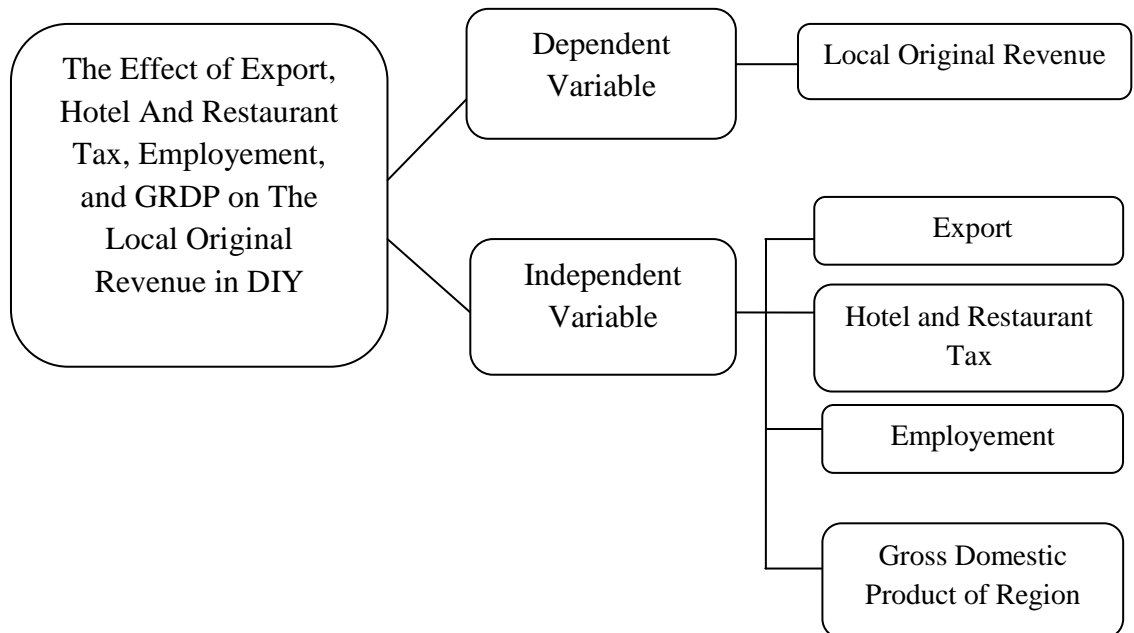 The Effect of Export,
Hotel And Restaurant
Tax, Employement,
and GRDP on The
Local Original
Revenue in DIY
Dependent
Variable
Local Original Revenue
Independent
Variable
Export
Hotel and Restaurant
Tax
Employement
Gross Domestic
Product of Region